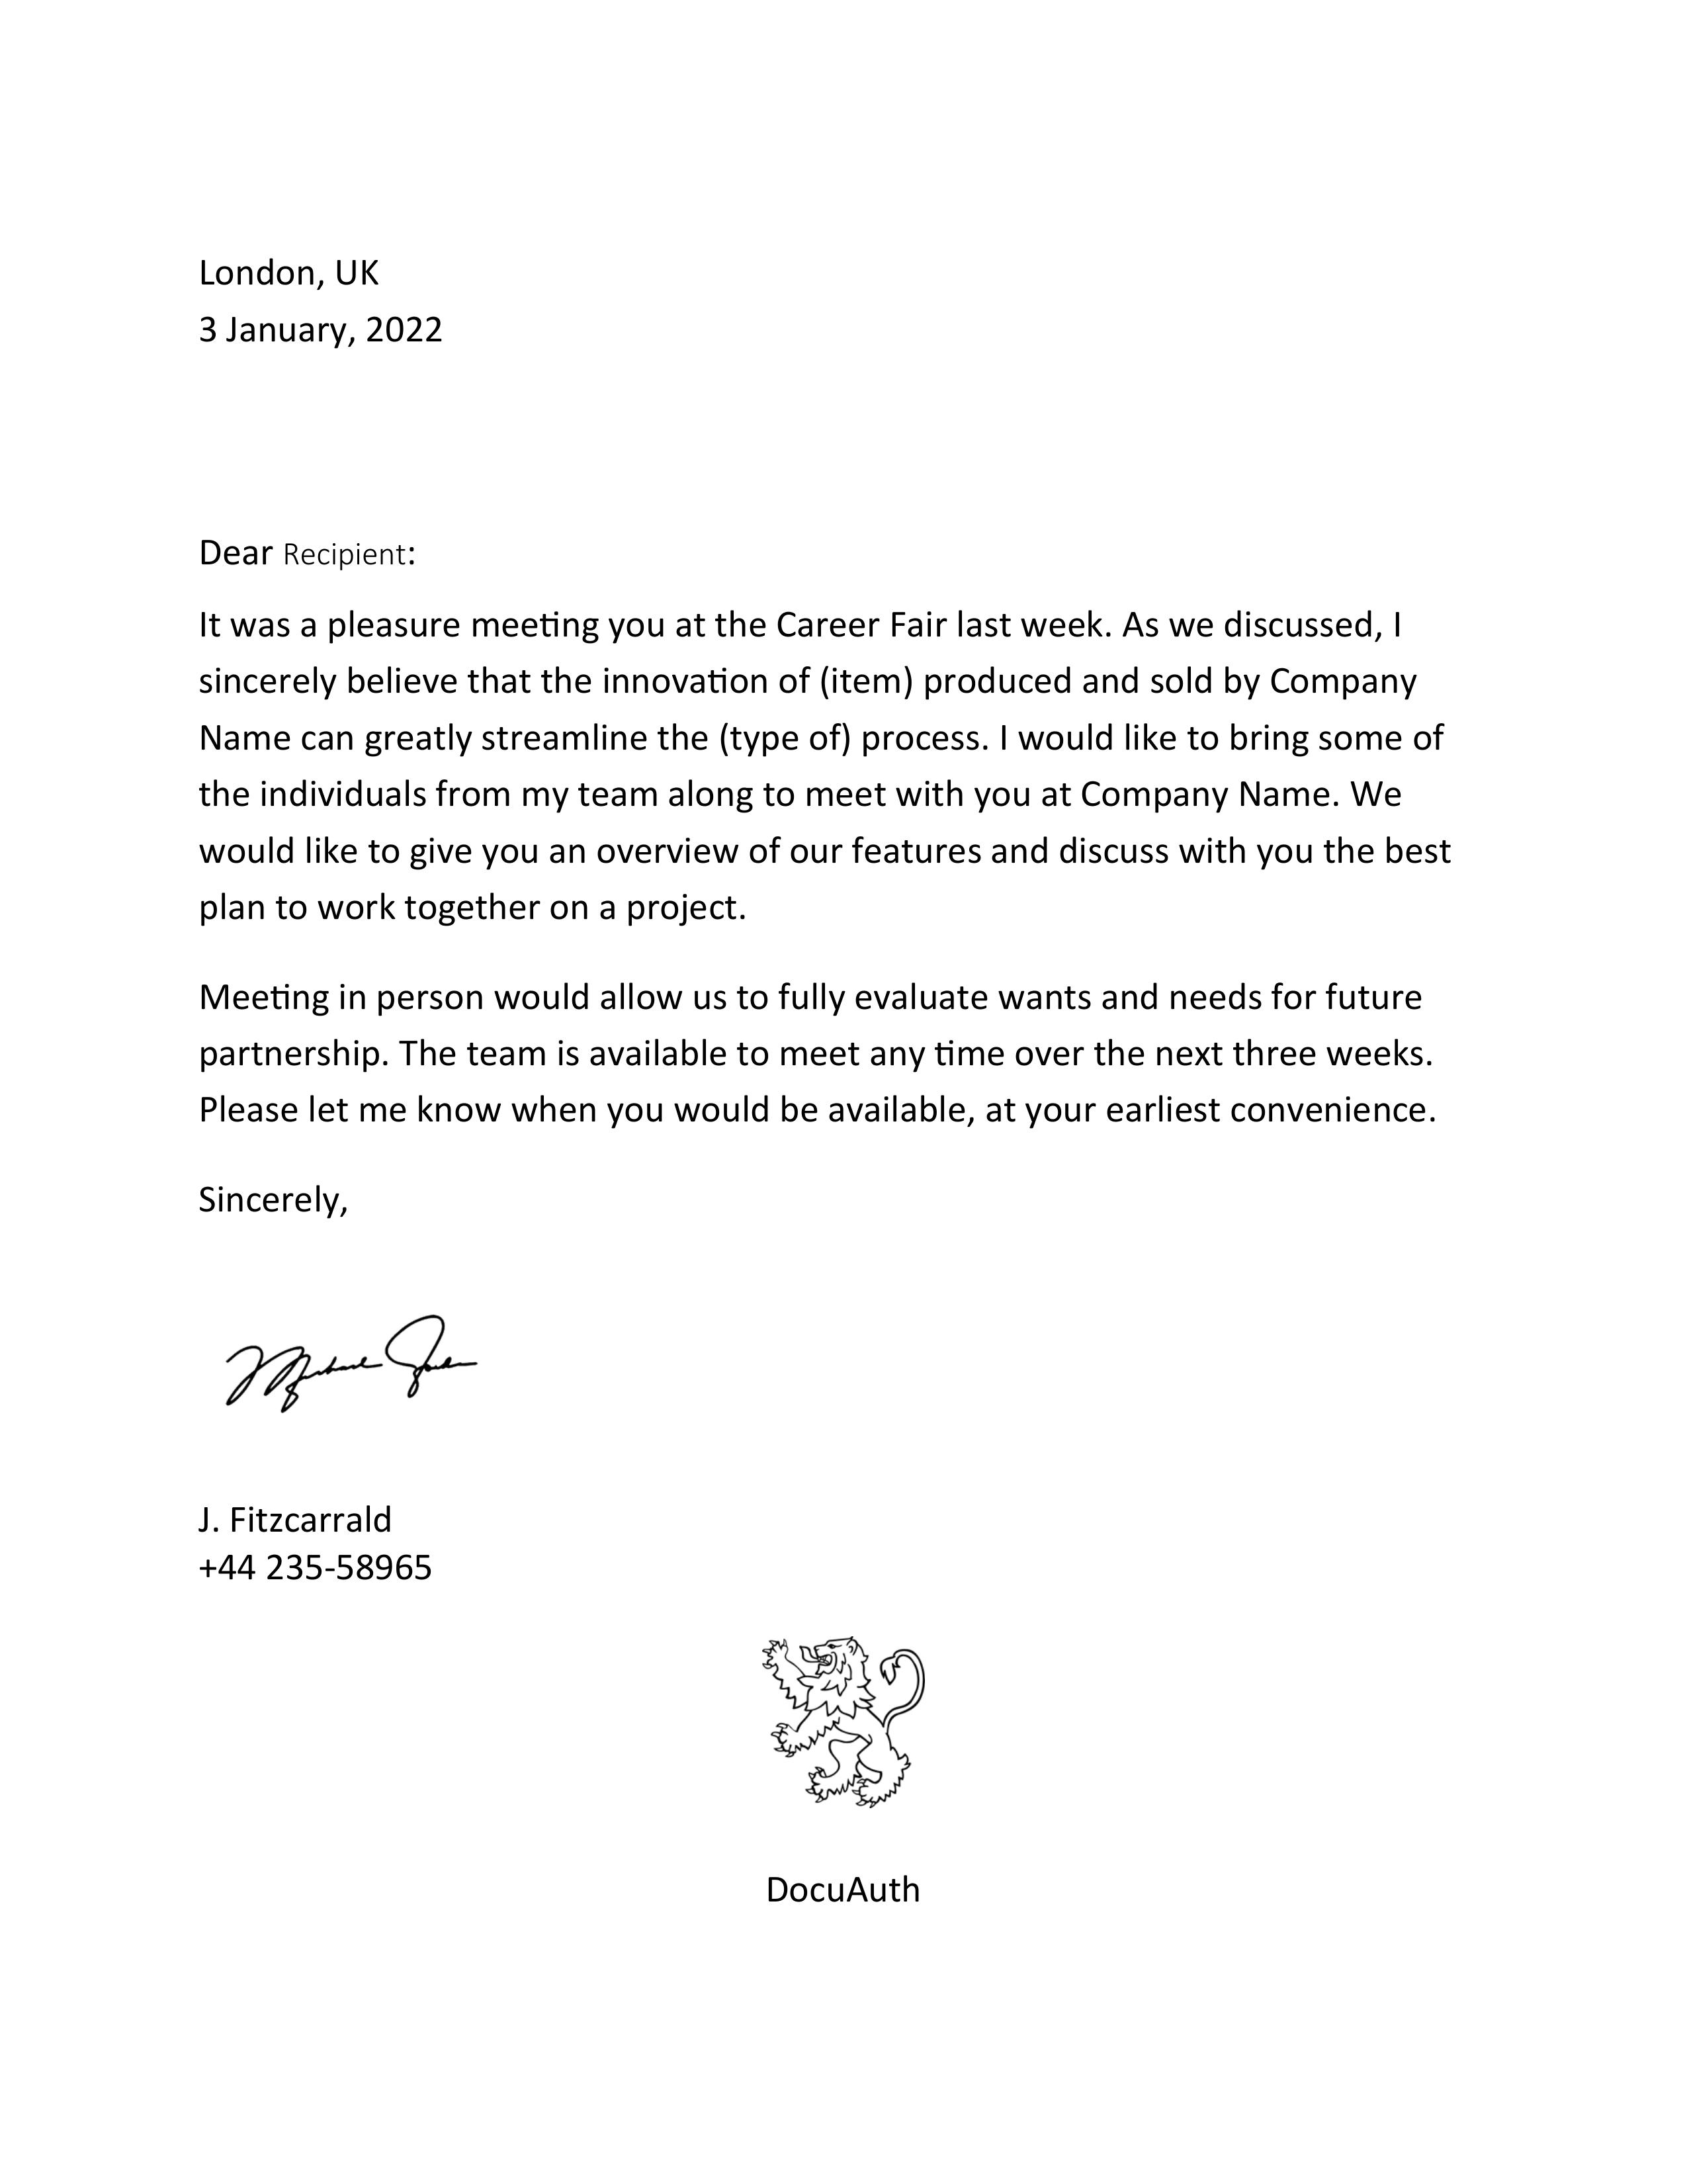 London, UK
3 January, 2022
Dear Recipient:
It was a pleasure meeting you at the Career Fair last week. As we discussed, I
sincerely believe that the innovation of (item) produced and sold by Company
Name can greatly streamline the (type of) process. I would like to bring some of
the individuals from my team along to meet with you at Company Name. We
would like to give you an overview of our features and discuss with you the best
plan to work together on a project.
Meeting in person would allow us to fully evaluate wants and needs for future
partnership. The team is available to meet any time over the next three weeks.
Please let me know when you would be available, at your earliest convenience.
Sincerely,
J. Fitzcarrald
+44 235-58965
DocuAuth